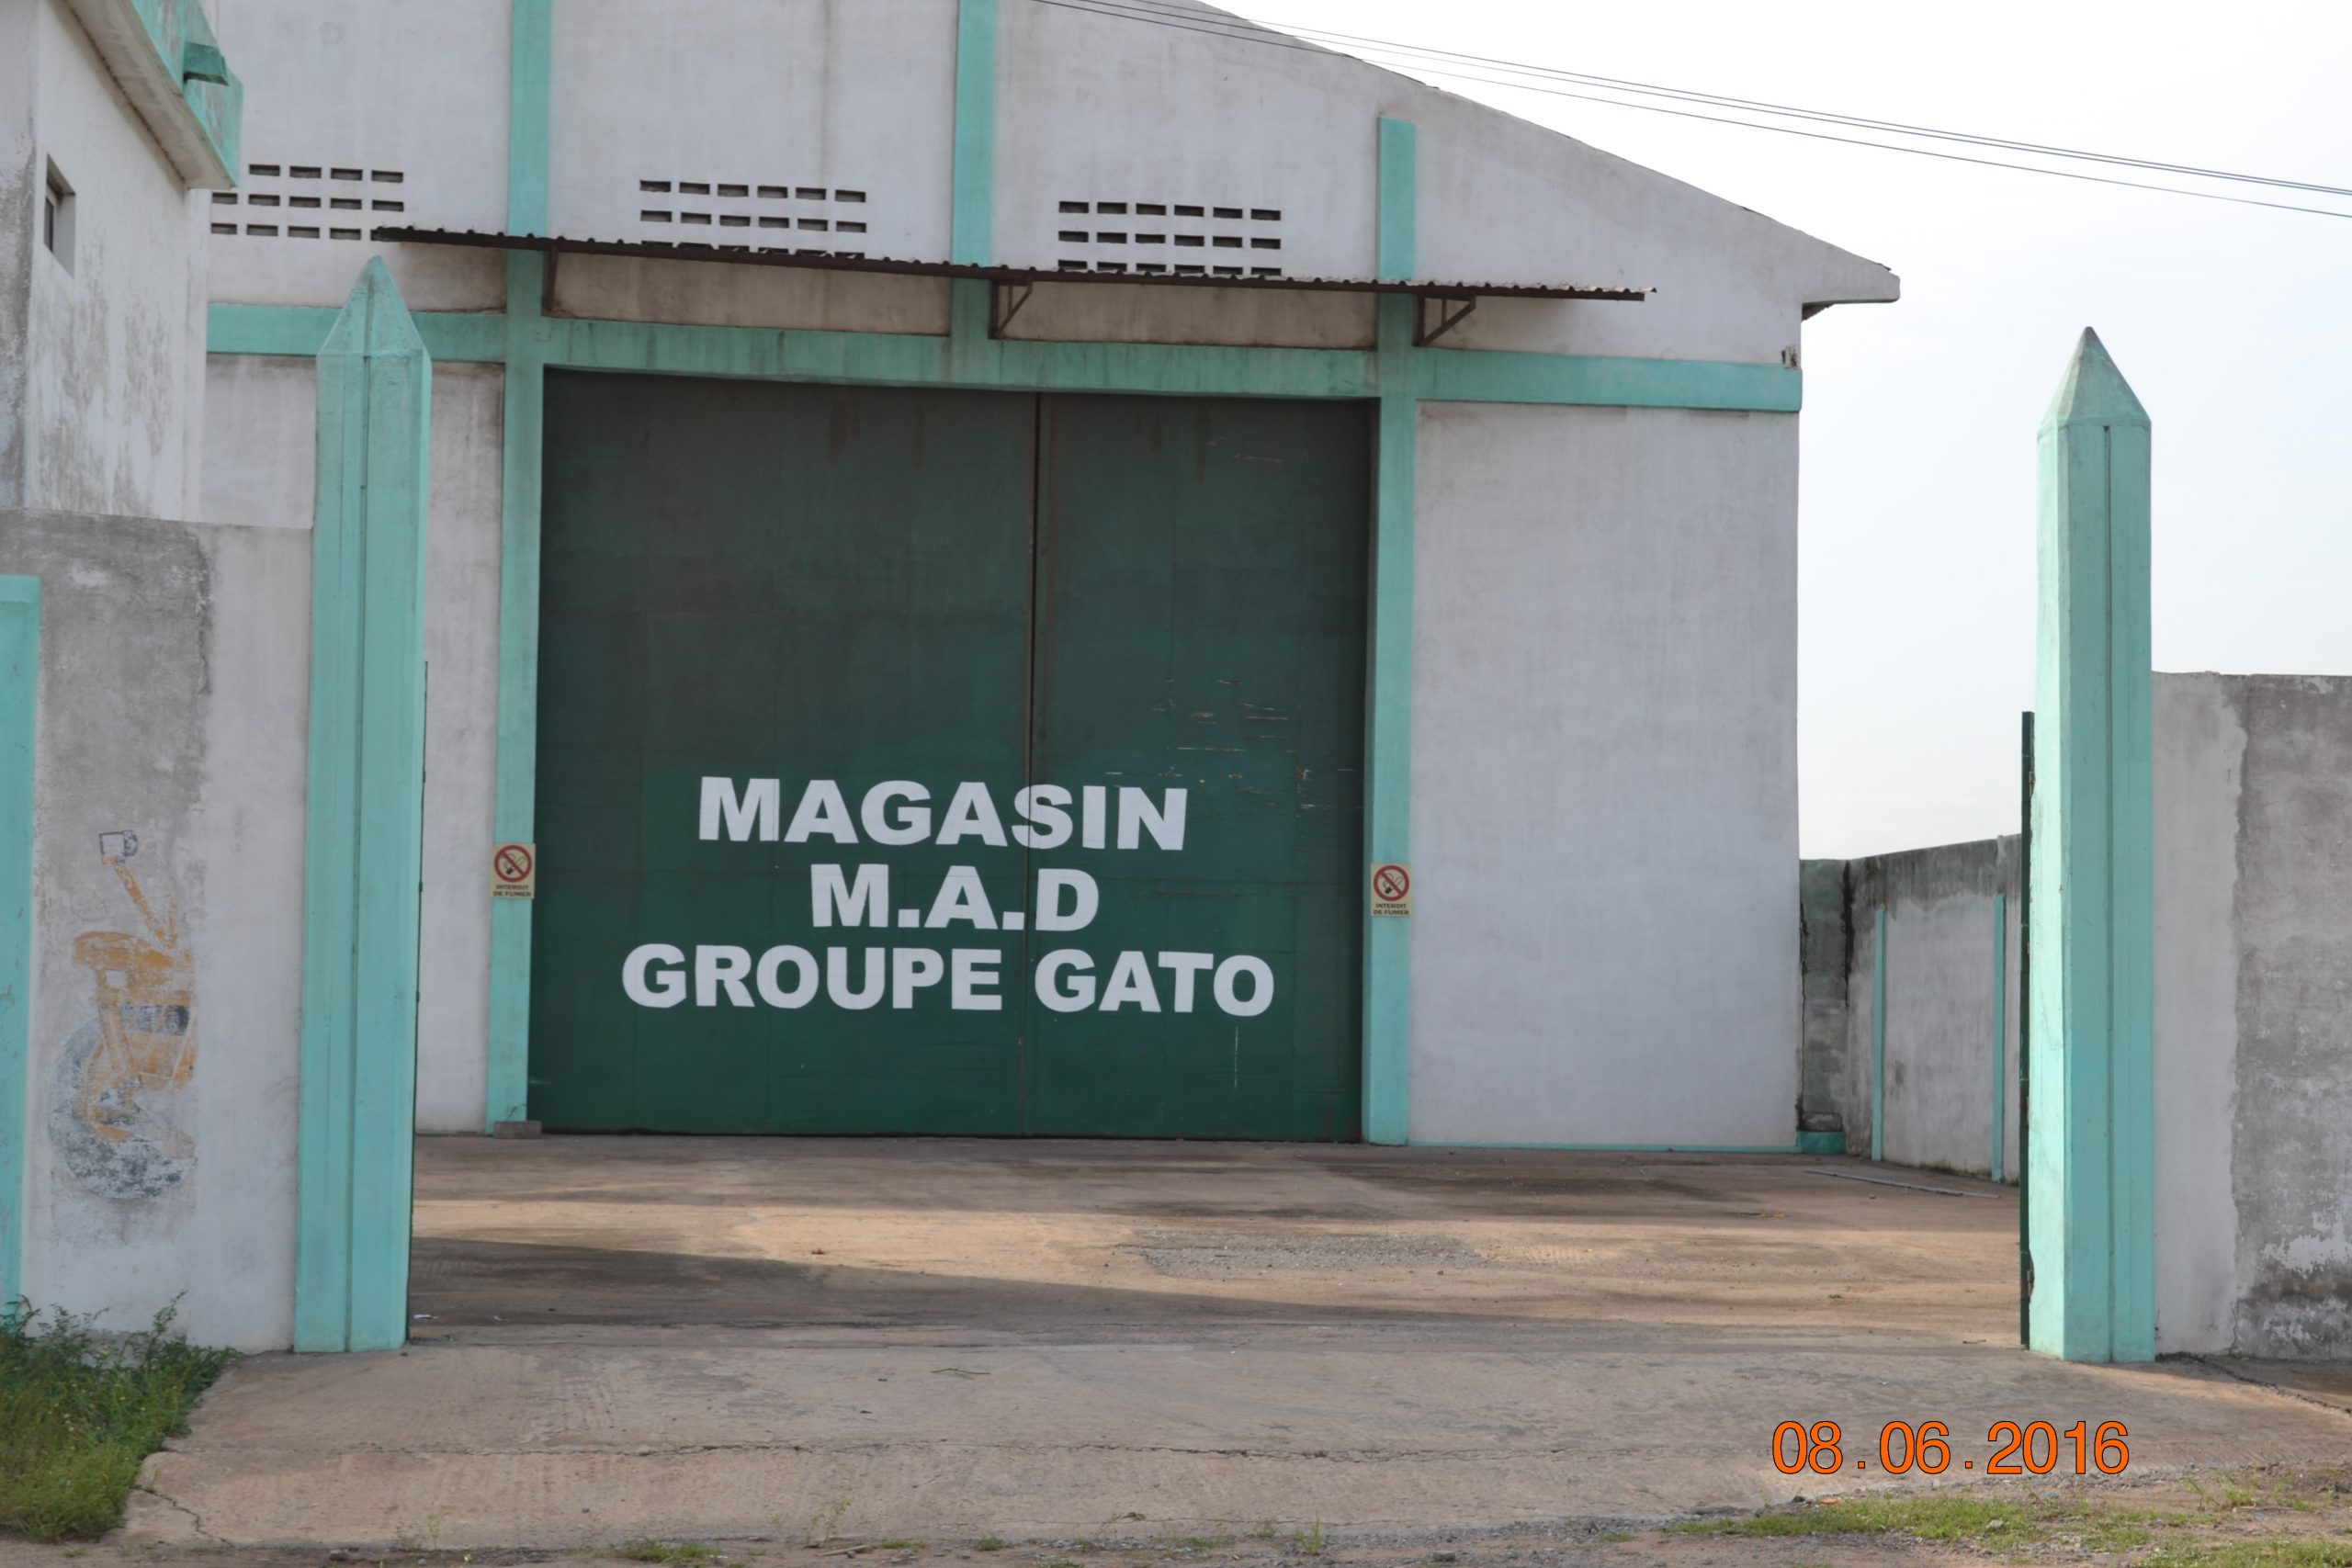 MAGASIN
M.A.D
GROUPE GATO
INTERDIT
DE FUMER
INTERDIT
DE FUMER
08.06.2016